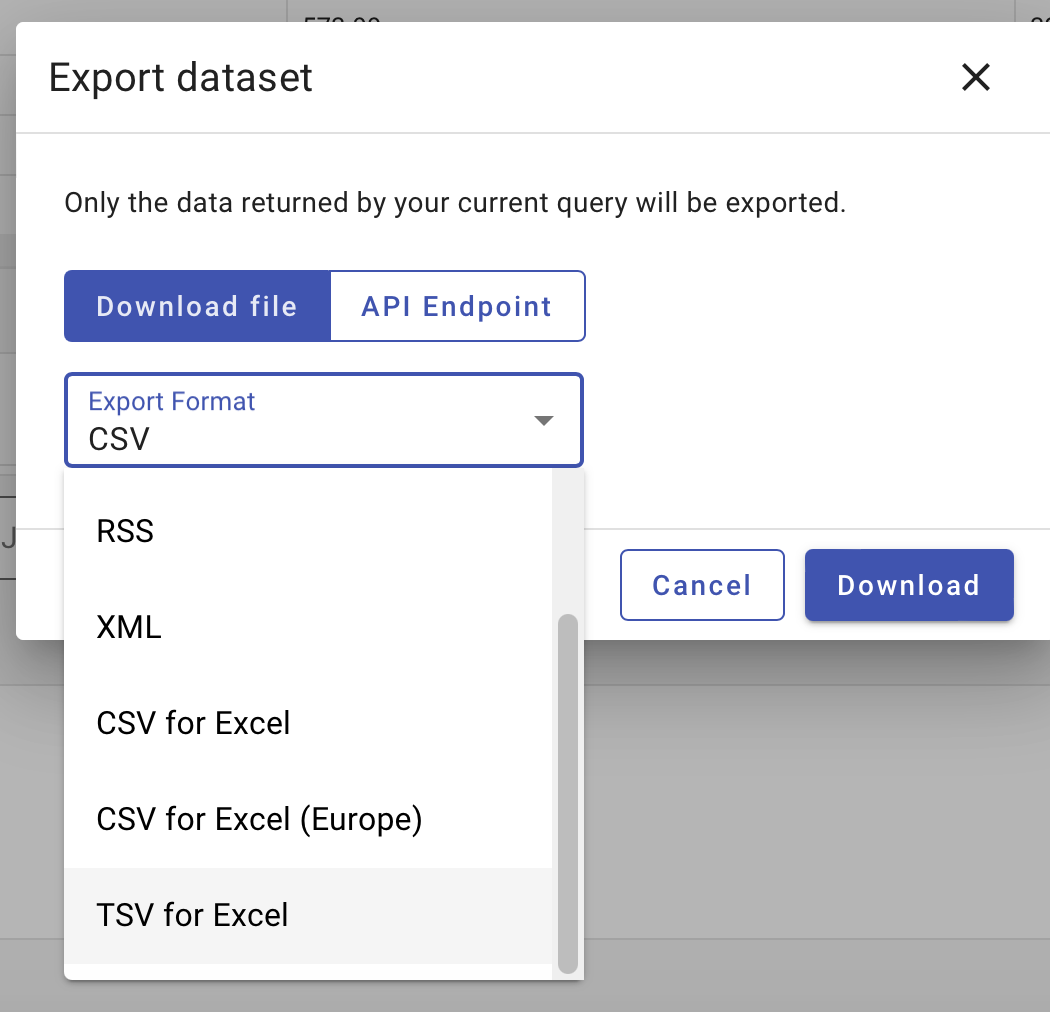 Export dataset
Only the data returned by your current query will be exported.
Download file
API Endpoint
Export Format
CSV
RSS
XML
CSV for Excel
CSV for Excel (Europe)
TSV for Excel
Cancel
Download